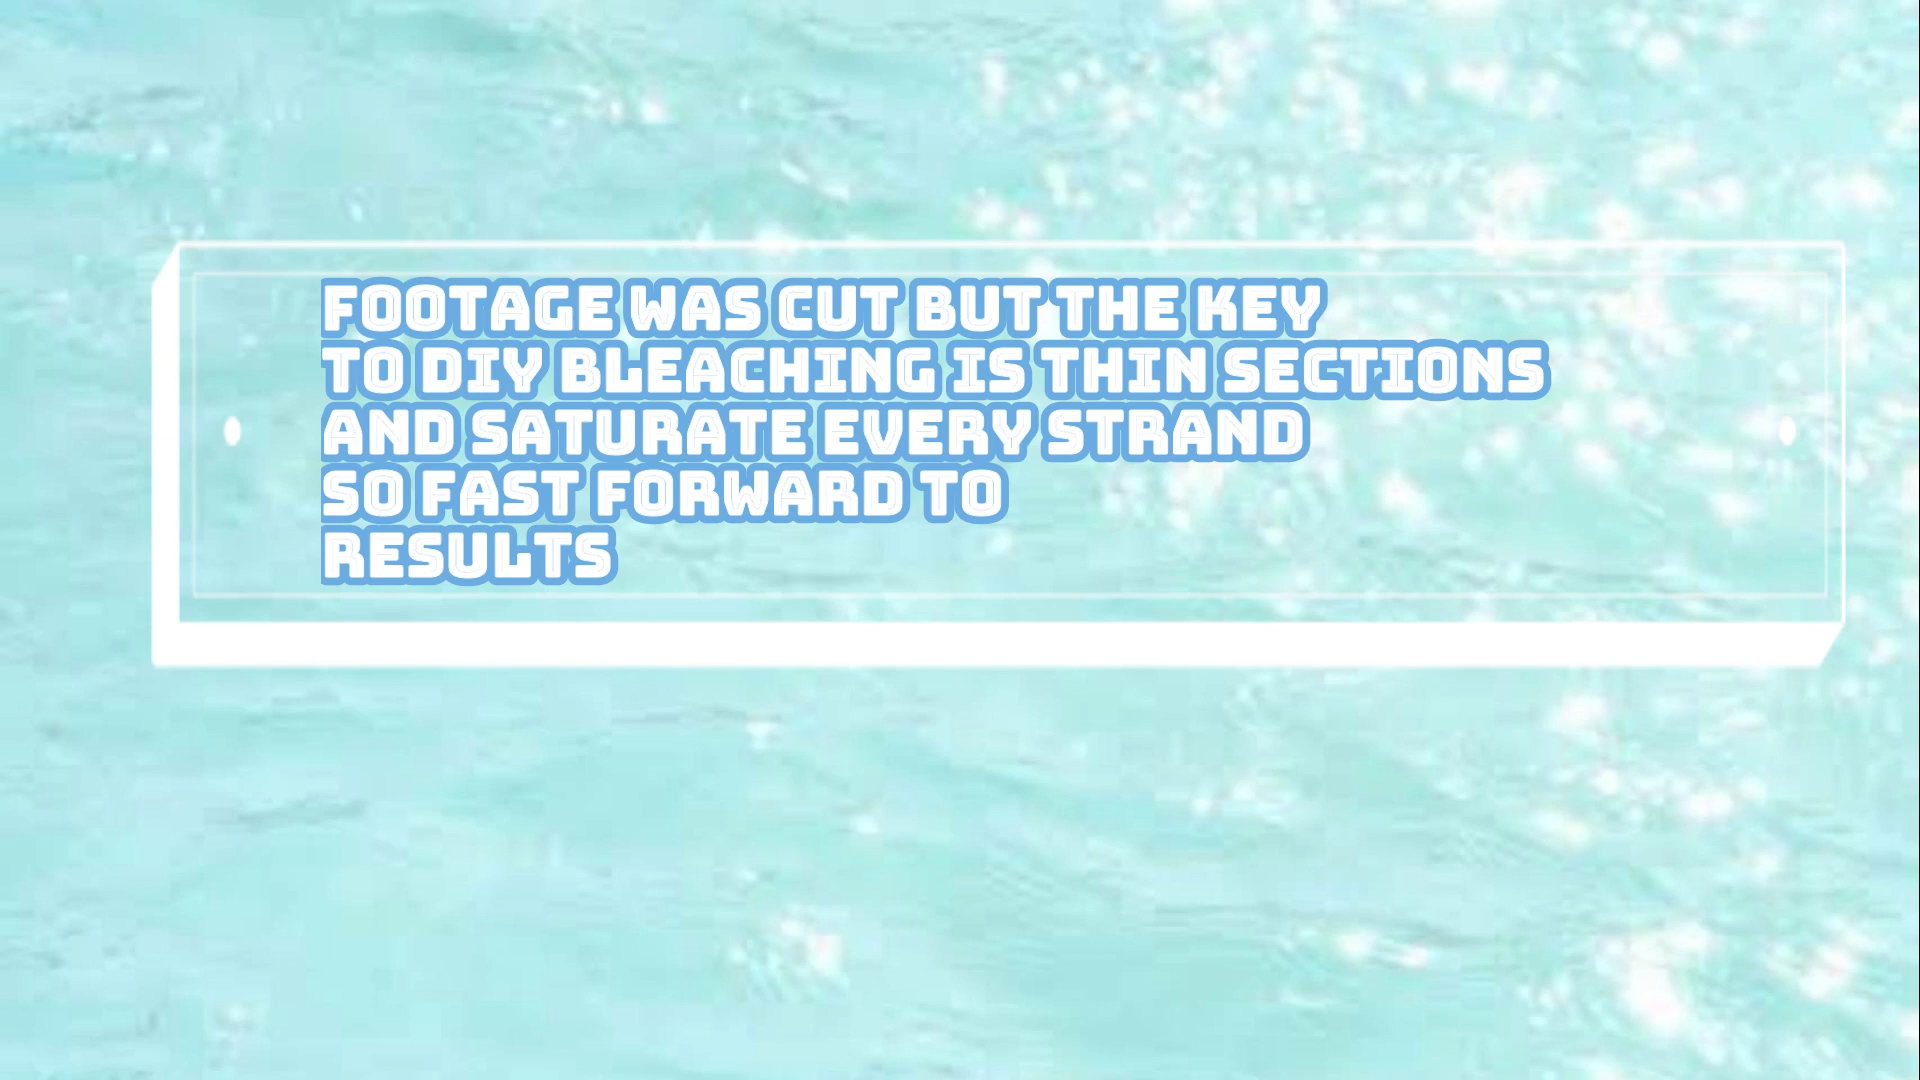 FOOTAGE WAS CUT BUT THE KEY
TO DIY BLEACHING IS THIN SECTIONS
AND SATURATE EVERY STRAND
SO FAST FORWARD TO
RESULTS